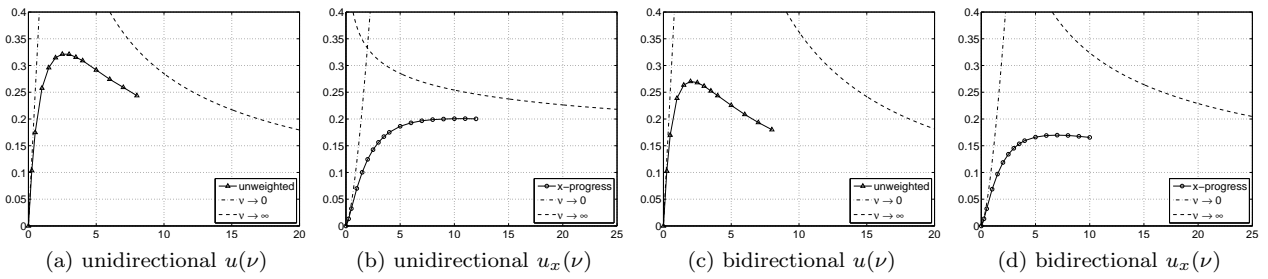 0.4
0.35
0.3
0.25
0.2
0.15
0.1
0.05
0
0 5 10 15 20
unweighted
ν → 0
ν → ∞
(a) unidirectional u(ν)
0.4
0.35
0.3
0.25
0.2
0.15
0.1
0.05
0
0 5 10 15 20 25
x−progress
ν → 0
ν → ∞
(b) unidirectional uₓ(ν)
0.4
0.35
0.3
0.25
0.2
0.15
0.1
0.05
0
0 5 10 15 20
unweighted
ν → 0
ν → ∞
(c) bidirectional u(ν)
0.4
0.35
0.3
0.25
0.2
0.15
0.1
0.05
0
0 5 10 15 20 25
x−progress
ν → 0
ν → ∞
(d) bidirectional uₓ(ν)